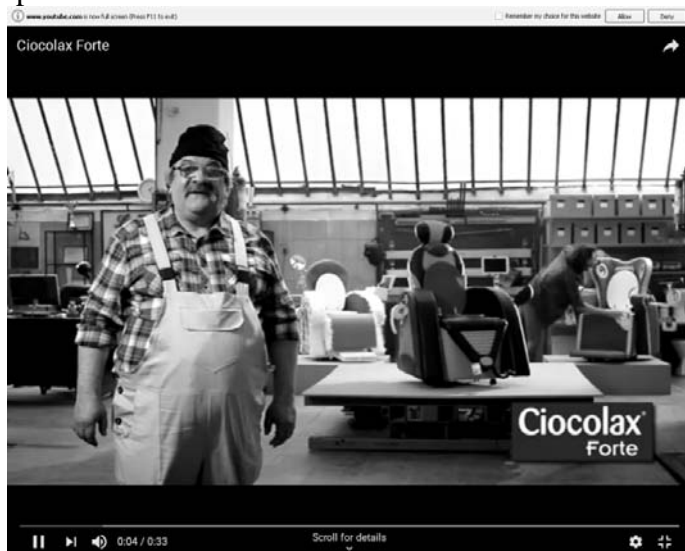 www.youtube.com is now full screen (Press F11 to exit)
Remember my choice for this website Allow Deny
Ciocolax Forte
Ciocolax®
Forte
0:04 / 0:33
Scroll for details